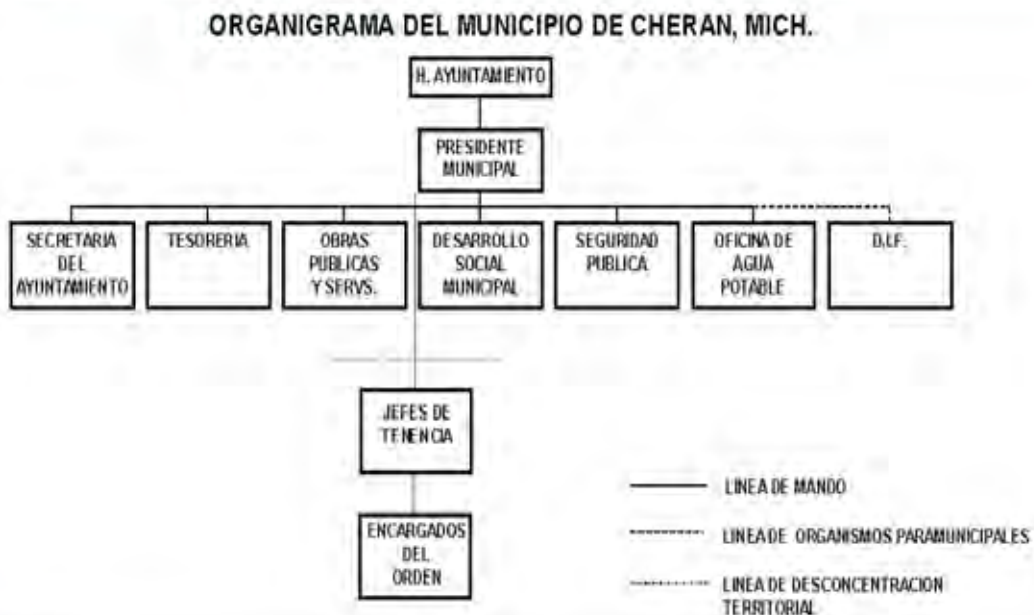 ORGANIGRAMA DEL MUNICIPIO DE CHERAN, MICH.
H. AYUNTAMIENTO
PRESIDENTE
MUNICIPAL
SECRETARIA
DEL
AYUNTAMIENTO
TESORERIA
OBRAS
PUBLICAS
Y SERVS.
DESARROLLO
SOCIAL
MUNICIPAL
SEGURIDAD
PUBLICA
OFICINA DE
AGUA
POTABLE
D.I.F.
JEFES DE
TENENCIA
ENCARGADOS
DEL
ORDEN
LINEA DE MANDO
LINEA DE ORGANISMOS PARAMUNICIPALES
LINEA DE DESCONCENTRACION
TERRITORIAL